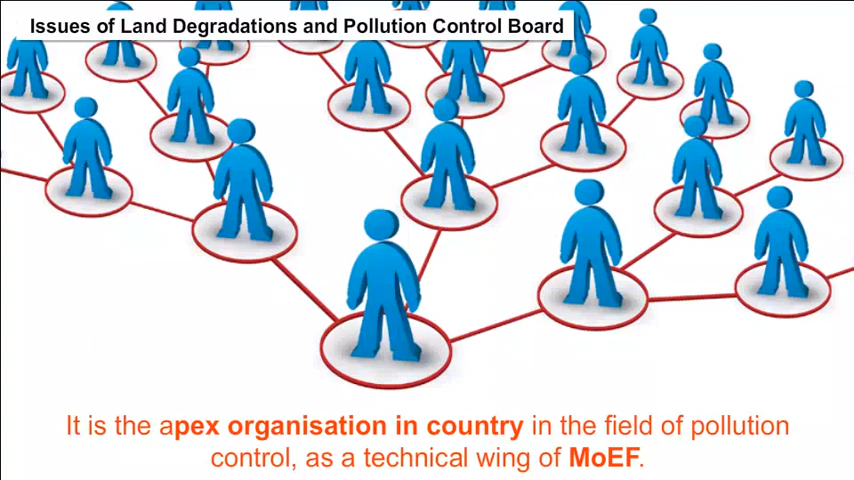 Issues of Land Degradations and Pollution Control Board
It is the apex organisation in country in the field of pollution
control, as a technical wing of MoEF.